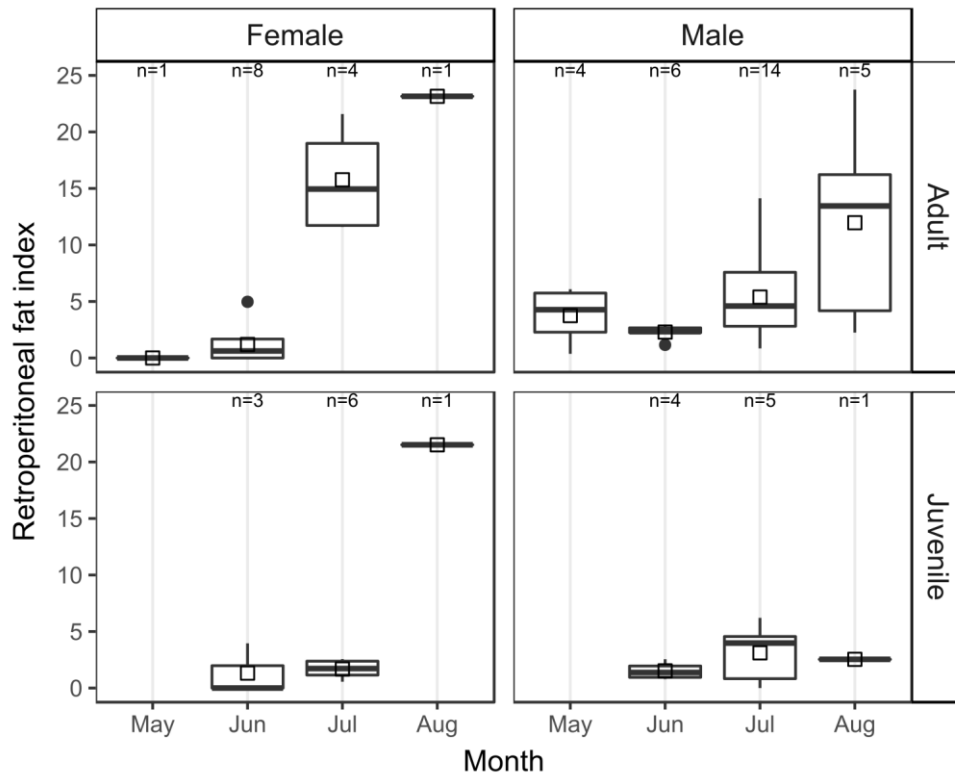 Female
Male
n=1 n=8 n=4 n=1
n=4 n=6 n=14 n=5
25
20
15
10
5
0
Adult
n=3 n=6 n=1
n=4 n=5 n=1
25
20
15
10
5
0
Juvenile
Retroperitoneal fat index
May Jun Jul Aug
May Jun Jul Aug
Month